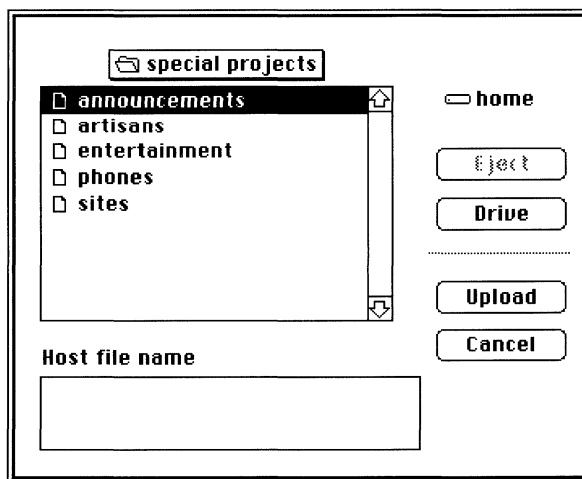 special projects
announcements
artisans
entertainment
phones
sites
home
Eject
Drive
Upload
Cancel
Host file name